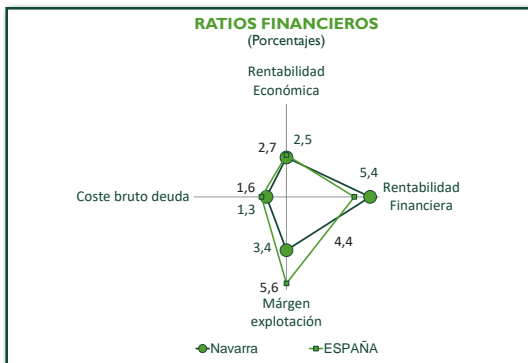 RATIOS FINANCIEROS
(Porcentajes)
Rentabilidad
Económica
2,7
2,5
5,4
Coste bruto deuda
1,6
1,3
Rentabilidad
Financiera
3,4
4,4
5,6
Márgen
explotación
Navarra
ESPAÑA